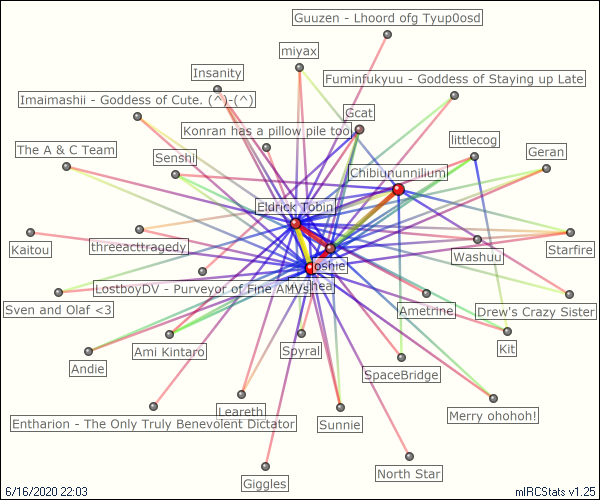 Guuzen - Lhoord ofg Tyup0osd
miyax
Insanity
Fuminfukyuu - Goddess of Staying up Late
Imaimashii - Goddess of Cute. (^)-(^)
Gcat
Konran has a pillow pile too
littlecog
The A & C Team
Senshi
Geran
Chibiununnilium
Eldrick Tobin
Kaitou
threeacttragedy
Starfire
Washuu
oshie
LostboyDV - Purveyor of Fine AMVs
hea
Sven and Olaf <3
Ametrine
Drew's Crazy Sister
Ami Kintaro
Spyral
Kit
Andie
SpaceBridge
Leareth
Merry ohohoh!
Entharion - The Only Truly Benevolent Dictator
Sunnie
Giggles
North Star
6/16/2020 22:03
mIRCStats v1.25